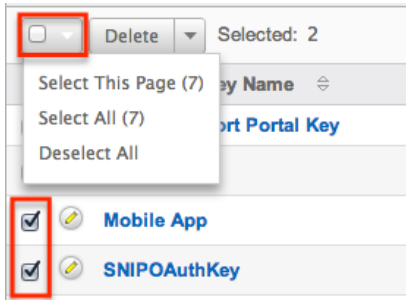 Delete
Selected: 2
Select This Page (7)
ey Name
Select All (7)
ort Portal Key
Deselect All
Mobile App
SNIPOAuthKey